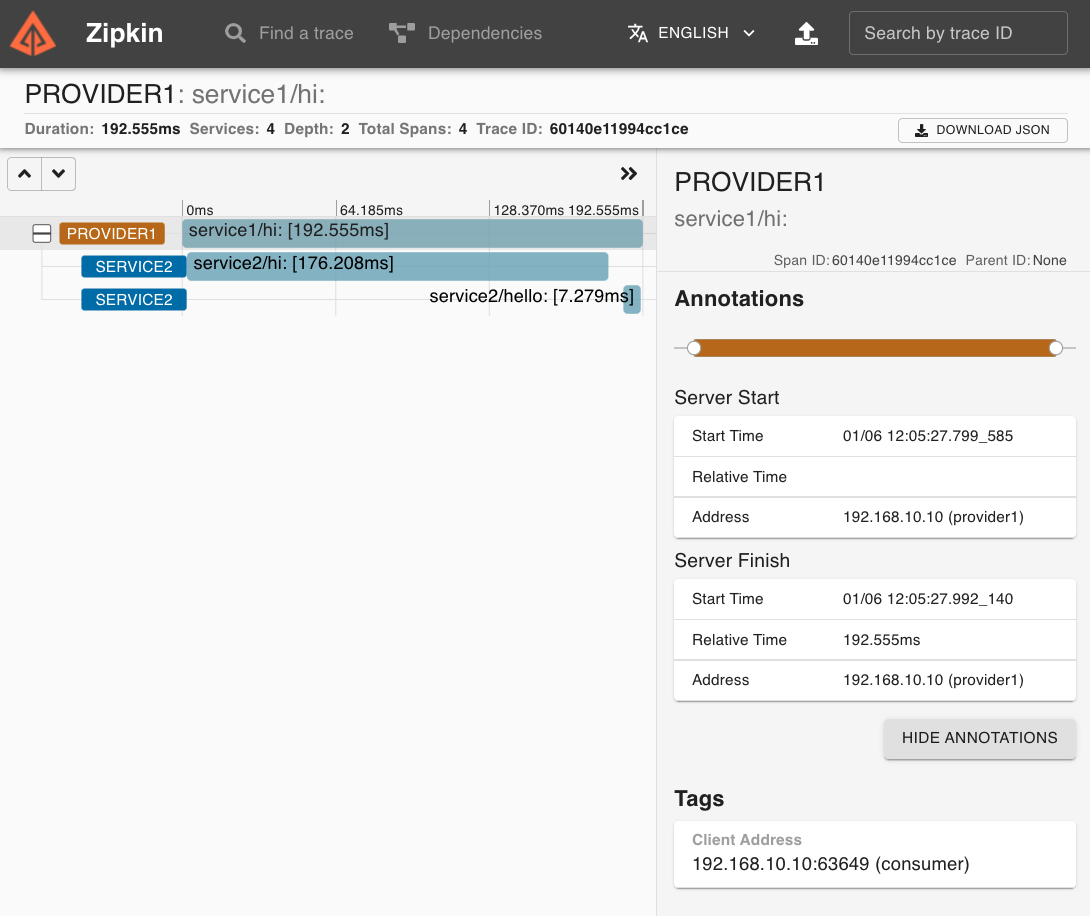 Zipkin Find a trace Dependencies ENGLISH Search by trace ID
PROVIDER1: service1/hi:
Duration: 192.555ms Services: 4 Depth: 2 Total Spans: 4 Trace ID: 60140e11994cc1ce
DOWNLOAD JSON
0ms 64.185ms 128.370ms 192.555ms
PROVIDER1 service1/hi: [192.555ms]
SERVICE2 service2/hi: [176.208ms]
SERVICE2 service2/hello: [7.279ms]
PROVIDER1
service1/hi:
Span ID: 60140e11994cc1ce Parent ID: None
Annotations
Server Start
Start Time 01/06 12:05:27.799_585
Relative Time
Address 192.168.10.10 (provider1)
Server Finish
Start Time 01/06 12:05:27.992_140
Relative Time 192.555ms
Address 192.168.10.10 (provider1)
HIDE ANNOTATIONS
Tags
Client Address
192.168.10.10:63649 (consumer)